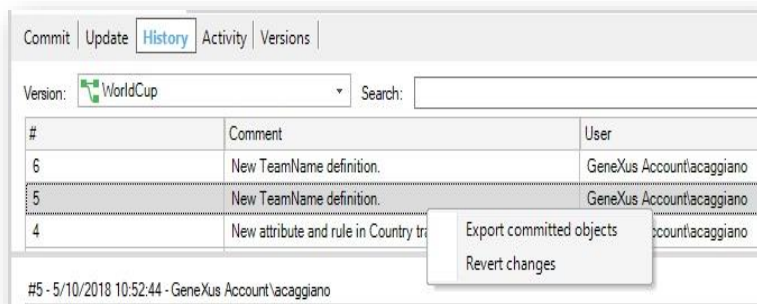 Commit Update History Activity Versions
Version: WorldCup Search:
# Comment User
6 New TeamName definition. GeneXus Account\acaggiano
5 New TeamName definition. GeneXus Account\acaggiano
4 New attribute and rule in Country tra ccount\acaggiano
Export committed objects
Revert changes
#5 - 5/10/2018 10:52:44 - GeneXus Account\acaggiano